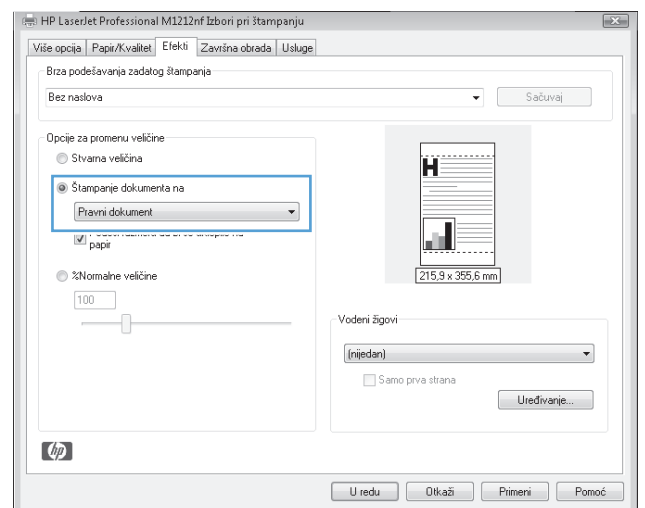 HP LaserJet Professional M1212nf Izbori pri štampanju
Više opcija Papir/Kvalitet Efekti Završna obrada Usluge
Brza podešavanja zadatog štampanja
Bez naslova
Sačuvaj
Opcije za promenu veličine
Stvarna veličina
Štampanje dokumenta na
Pravni dokument
papir
%Normalne veličine
100
H
215,9 x 355,6 mm
Vodeni žigovi
(nijedan)
Samo prva strana
Uređivanje...
hp
U redu Otkaži Primeni Pomoć